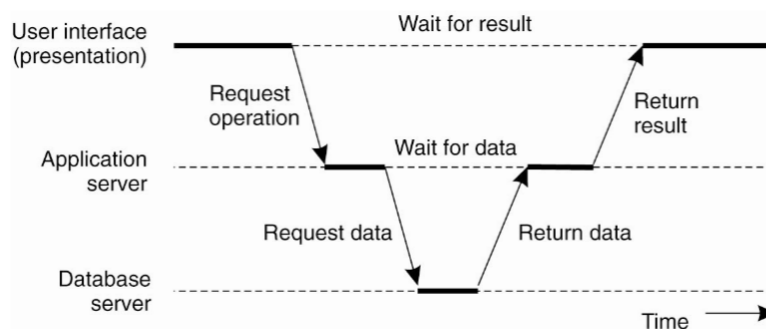 User interface
(presentation)
Wait for result
Request
operation
Return
result
Application
server
Wait for data
Request data
Return data
Database
server
Time